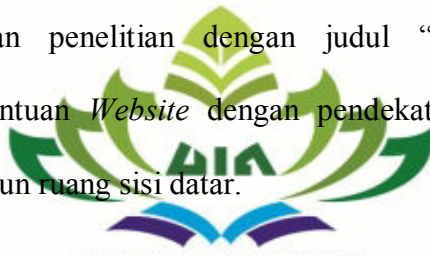 an penelitian dengan judul “
ntuan Website dengan pendekat
un ruang sisi datar.
UIN